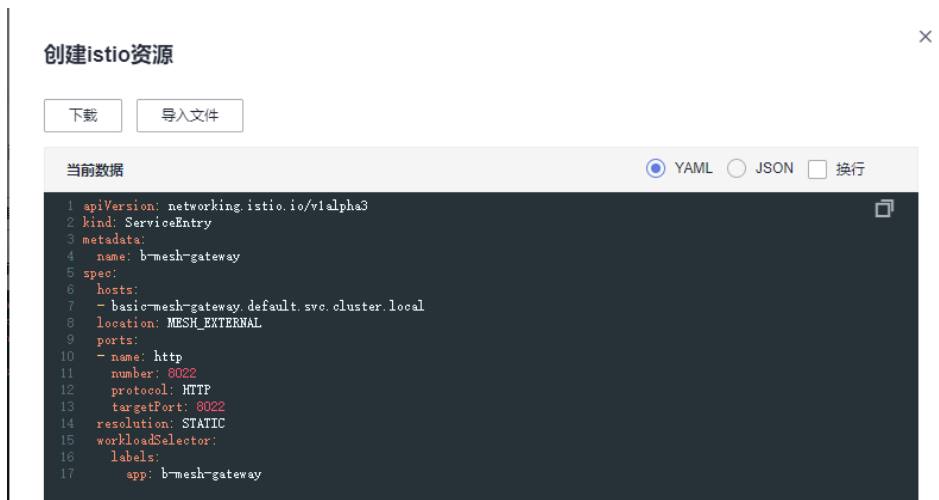 创建istio资源
下载 导入文件
当前数据 YAML JSON 换行
1 apiVersion: networking.istio.io/v1alpha3
2 kind: ServiceEntry
3 metadata:
4   name: b-mesh-gateway
5 spec:
6   hosts:
7   - basic-mesh-gateway.default.svc.cluster.local
8   location: MESH_EXTERNAL
9   ports:
10   - name: http
11     number: 8022
12     protocol: HTTP
13     targetPort: 8022
14   resolution: STATIC
15   workloadSelector:
16     labels:
17       app: b-mesh-gateway